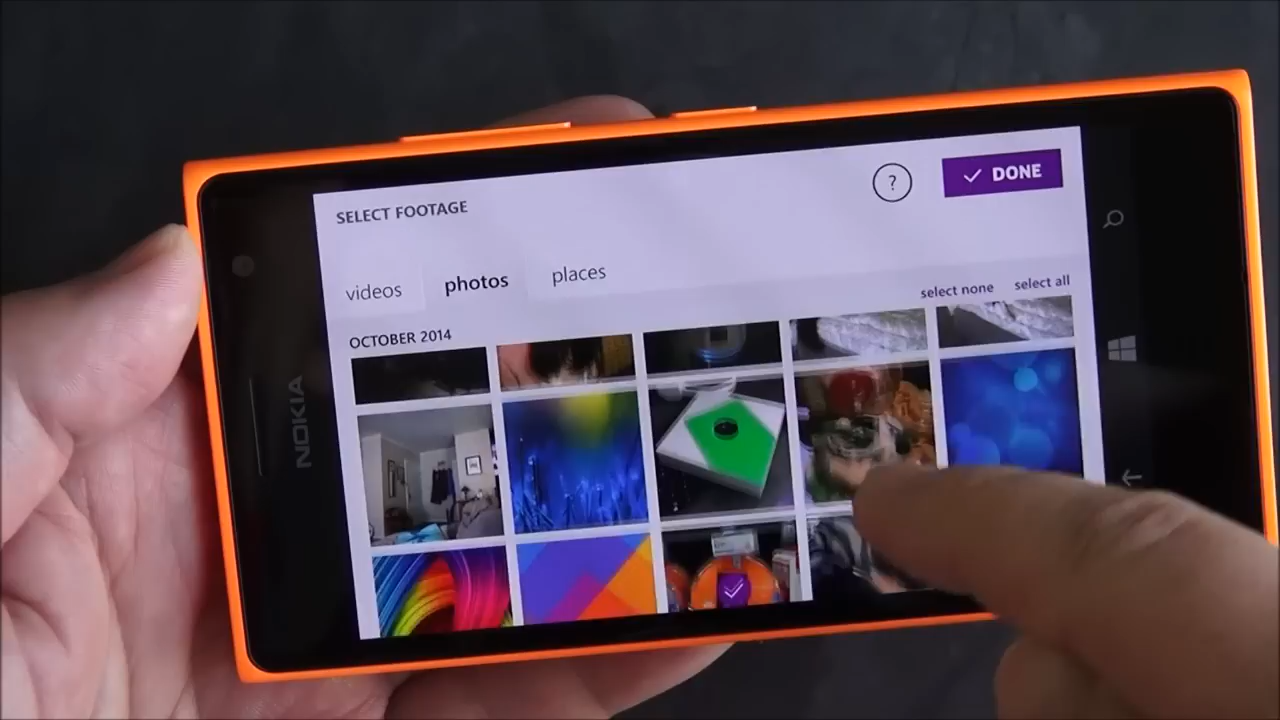 SELECT FOOTAGE
?
DONE
videos
photos
places
select none
select all
OCTOBER 2014
NOKIA